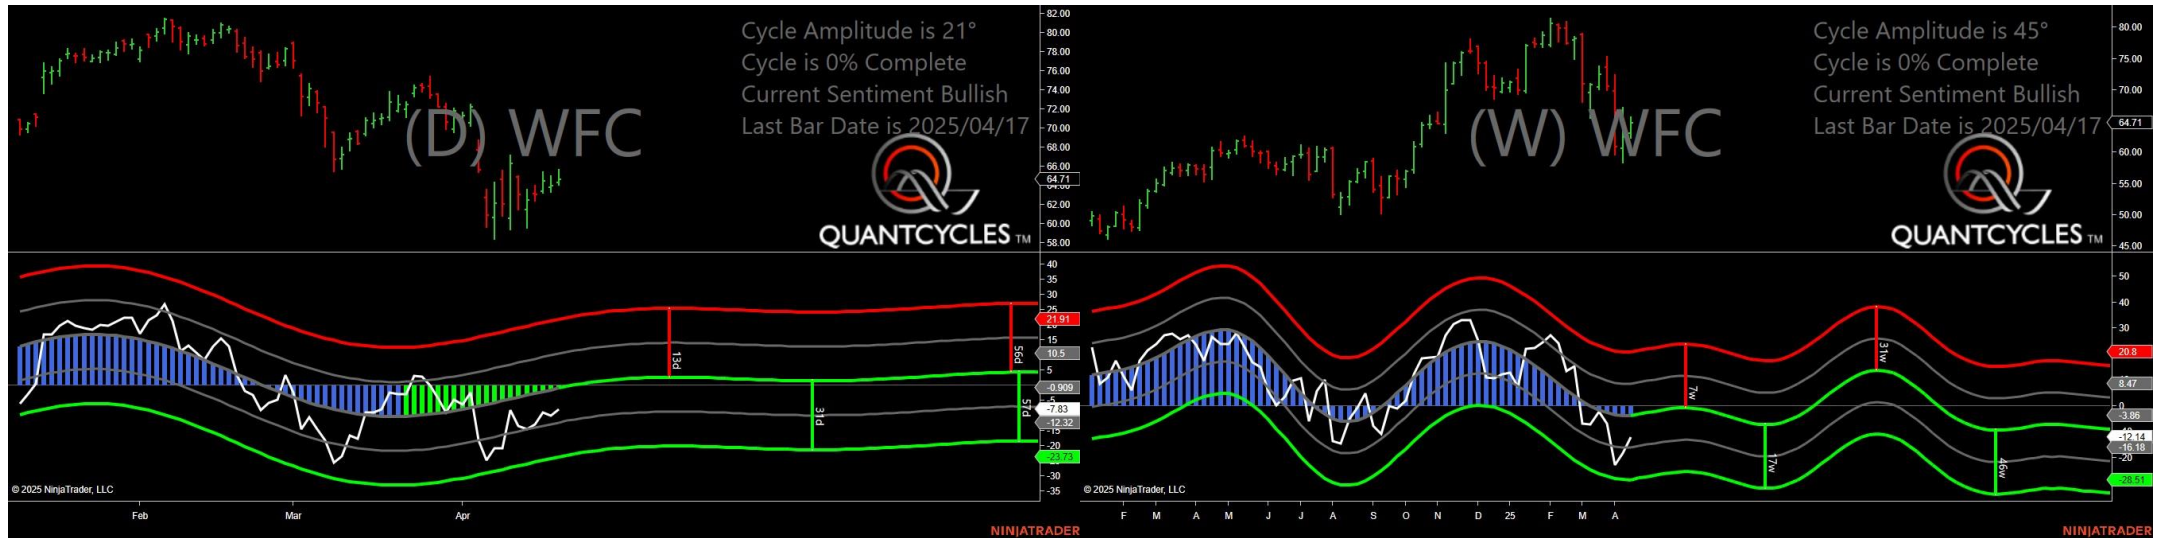 Cycle Amplitude is 21°
Cycle is 0% Complete
Current Sentiment Bullish
Last Bar Date is 2025/04/17
(D) WFC
QUANTCYCLES TM
82.00
80.00
78.00
76.00
74.00
72.00
70.00
68.00
66.00
64.71
62.00
60.00
58.00
40
35
30
25
21.91
15
10.5
5
-0.909
-5
-7.83
-12.32
-15
-20
-23.73
-30
-35
13d
31d
56d
57d
© 2025 NinjaTrader, LLC
Feb Mar Apr
NINJATRADER
Cycle Amplitude is 45°
Cycle is 0% Complete
Current Sentiment Bullish
Last Bar Date is 2025/04/17
(W) WFC
QUANTCYCLES TM
80.00
75.00
70.00
64.71
60.00
55.00
50.00
45.00
50
40
30
20.8
8.47
0
-3.86
-12.14
-16.18
-20
-28.51
7w
17w
31w
46w
© 2025 NinjaTrader, LLC
F M A M J J A S O N D 25 F M A
NINJATRADER